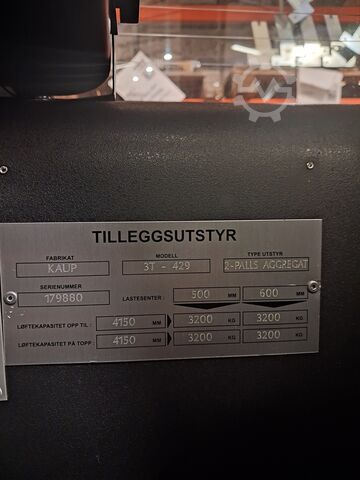 TILLEGGSUTSTYR
FABRIKAT MODELL TYPE UTSTYR
KAUP 3T - 429 2-PALLS AGGREGAT
SERIENUMMER
179880 LASTESENTER : 500 MM 600 MM
LØFTEKAPASITET OPP TIL : 4150 MM 3200 KG 3200 KG
LØFTEKAPASITET PÅ TOPP : 4150 MM 3200 KG 3200 KG